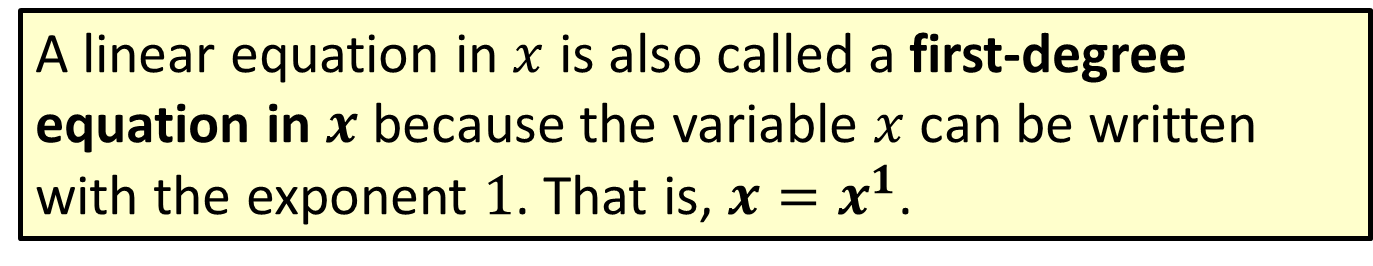 A linear equation in x is also called a first-degree
equation in x because the variable x can be written
with the exponent 1. That is, x = x¹.